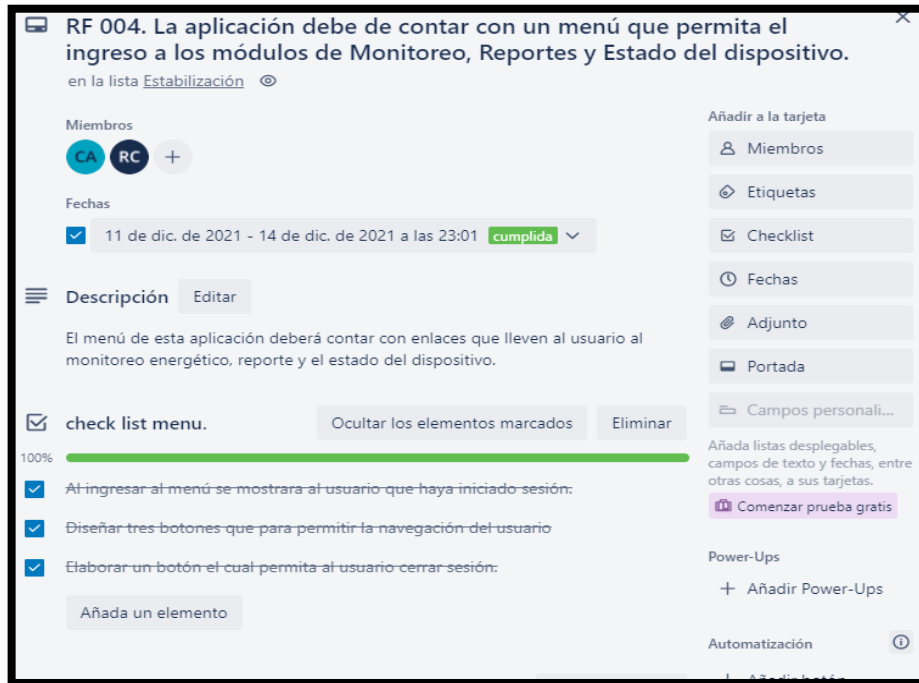 RF 004. La aplicación debe de contar con un menú que permita el
ingreso a los módulos de Monitoreo, Reportes y Estado del dispositivo.
en la lista Estabilización
Miembros
CA RC +
Fechas
11 de dic. de 2021 - 14 de dic. de 2021 a las 23:01 cumplida
Descripción Editar
El menú de esta aplicación deberá contar con enlaces que lleven al usuario al
monitoreo energético, reporte y el estado del dispositivo.
check list menu. Ocultar los elementos marcados Eliminar
100%
Al ingresar al menú se mostrara al usuario que haya iniciado sesión.
Diseñar tres botones que para permitir la navegación del usuario
Elaborar un botón el cual permita al usuario cerrar sesión.
Añada un elemento
Añadir a la tarjeta
Miembros
Etiquetas
Checklist
Fechas
Adjunto
Portada
Campos personali...
Añada listas desplegables,
campos de texto y fechas, entre
otras cosas, a sus tarjetas.
Comenzar prueba gratis
Power-Ups
+ Añadir Power-Ups
Automatización
+ Añadir botón